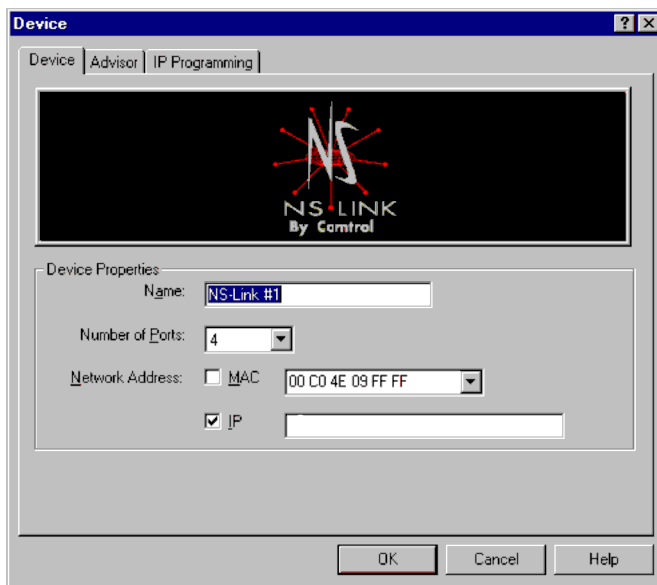 Device
Device Advisor IP Programming
NS
NS LINK
By Comtrol
Device Properties
Name: NS-Link #1
Number of Ports: 4
Network Address: MAC 00 C0 4E 09 FF FF
IP
OK Cancel Help